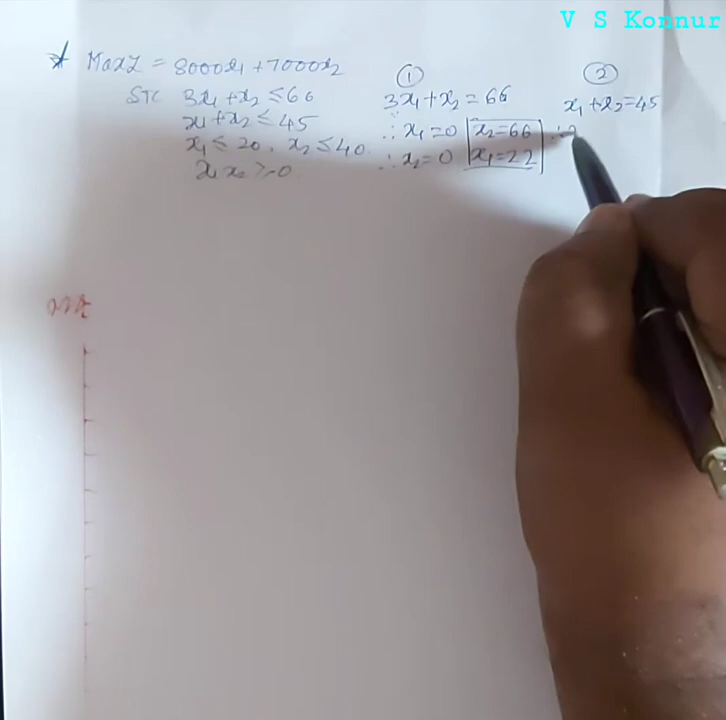 V S Konnur
* Max Z = 8000x₁ + 7000x₂
STC 3x₁ + x₂ ≤ 66
x₁ + x₂ ≤ 45
x₁ ≤ 20, x₂ ≤ 40
x₁ x₂ ≥ 0
①
3x₁ + x₂ = 66
∴ x₁ = 0 x₂ = 66
∴ x₂ = 0 x₁ = 22
②
x₁ + x₂ = 45
∴